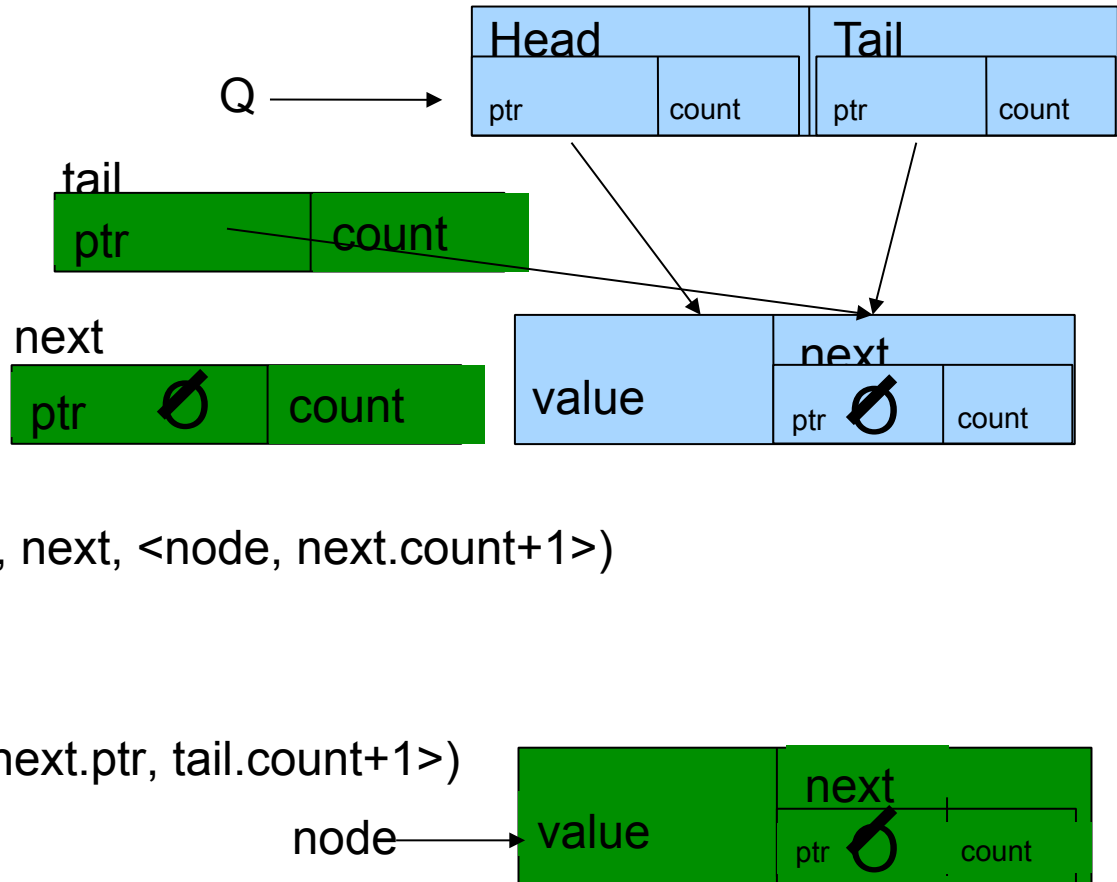 Head Tail
Q
ptr count ptr count
tail
ptr count
next
next
ptr Ø count
value
ptr Ø count
, next, <node, next.count+1>)
next.ptr, tail.count+1>)
next
node value
ptr Ø count